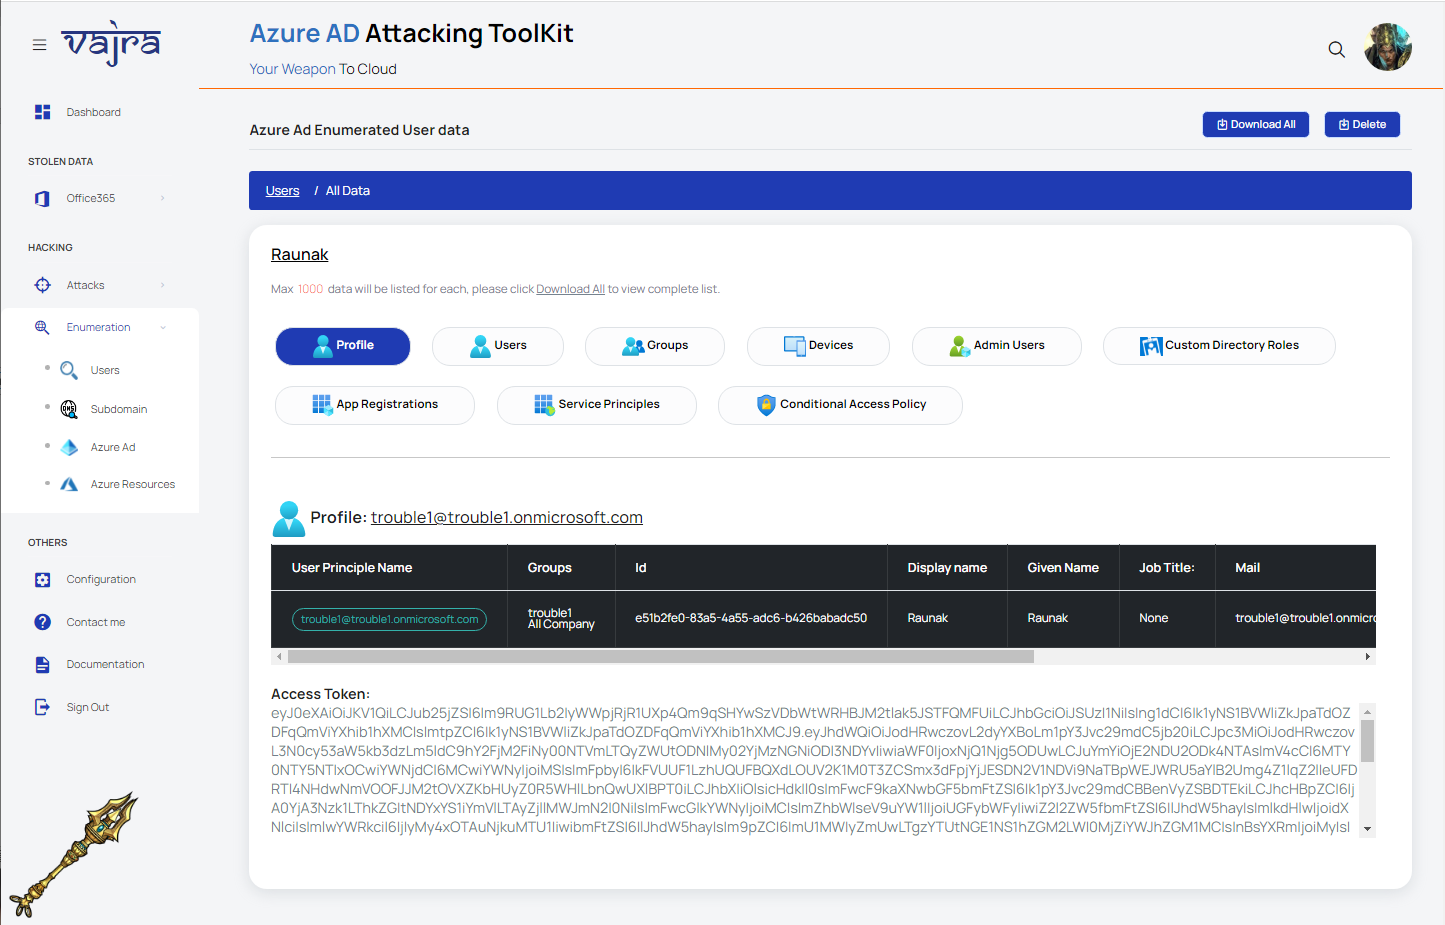 vajra
Azure AD Attacking ToolKit
Your Weapon To Cloud
Dashboard
STOLEN DATA
Office365
HACKING
Attacks
Enumeration
Users
Subdomain
Azure Ad
Azure Resources
OTHERS
Configuration
Contact me
Documentation
Sign Out
Azure Ad Enumerated User data
Download All
Delete
Users / All Data
Raunak
Max 1000 data will be listed for each, please click Download All to view complete list.
Profile
Users
Groups
Devices
Admin Users
Custom Directory Roles
App Registrations
Service Principles
Conditional Access Policy
Profile: trouble1@trouble1.onmicrosoft.com
User Principle Name Groups Id Display name Given Name Job Title: Mail
trouble1@trouble1.onmicrosoft.com trouble1 All Company e51b2fe0-83a5-4a55-adc6-b426babadc50 Raunak Raunak None trouble1@trouble1.onmicro
Access Token: